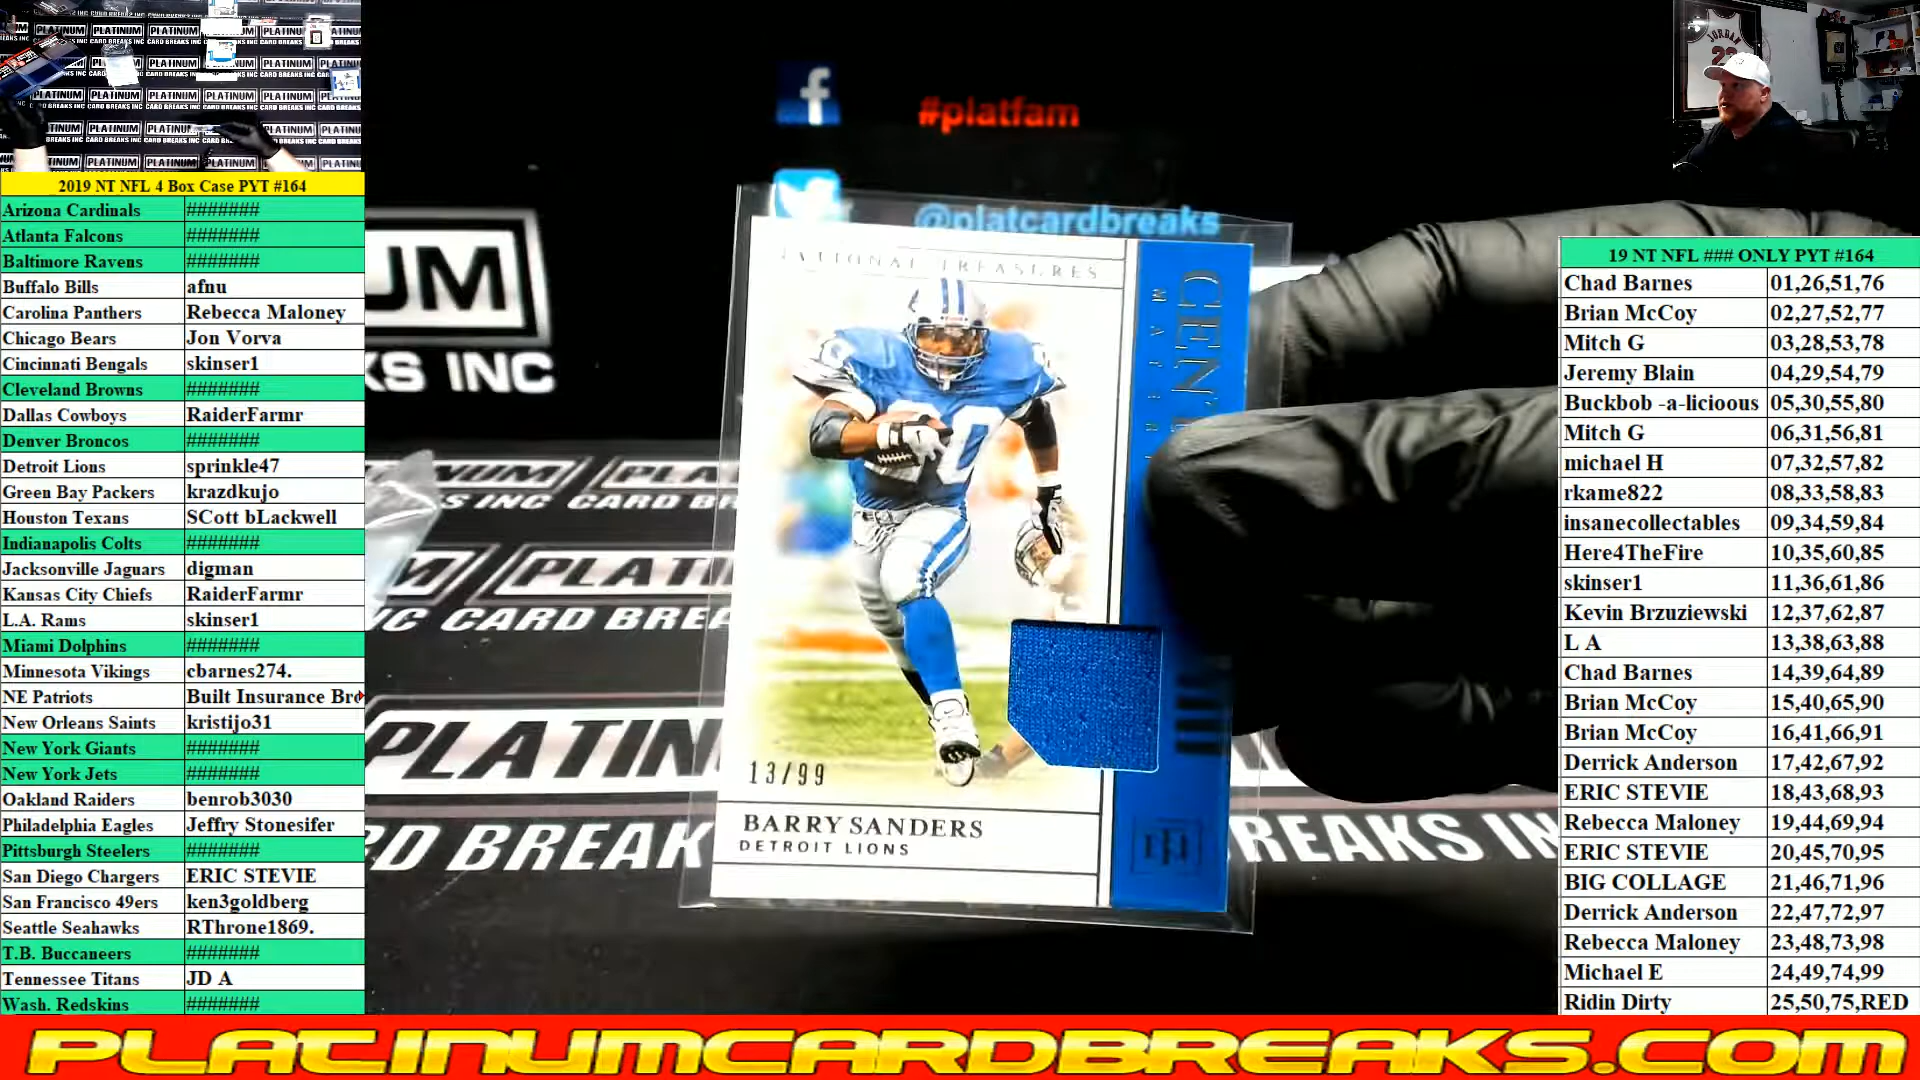 2019 NT NFL 4 Box Case PYT #164
Arizona Cardinals #######
Atlanta Falcons #######
Baltimore Ravens #######
Buffalo Bills afnu
Carolina Panthers Rebecca Maloney
Chicago Bears Jon Vorva
Cincinnati Bengals skinser1
Cleveland Browns #######
Dallas Cowboys RaiderFarmr
Denver Broncos #######
Detroit Lions sprinkle47
Green Bay Packers krazdkujo
Houston Texans SCott bLackwell
Indianapolis Colts #######
Jacksonville Jaguars digman
Kansas City Chiefs RaiderFarmr
L.A. Rams skinser1
Miami Dolphins #######
Minnesota Vikings cbarnes274.
NE Patriots Built Insurance Bro
New Orleans Saints kristijo31
New York Giants #######
New York Jets #######
Oakland Raiders benrob3030
Philadelphia Eagles Jeffry Stonesifer
Pittsburgh Steelers #######
San Diego Chargers ERIC STEVIE
San Francisco 49ers ken3goldberg
Seattle Seahawks RThrone1869.
T.B. Buccaneers #######
Tennessee Titans JD A
Wash. Redskins #######
#platfam
@platcardbreaks
NATIONAL TREASURES
13/99
BARRY SANDERS
DETROIT LIONS
PLATINUM
CARD BREAKS INC
JORDAN
19 NT NFL ### ONLY PYT #164
Chad Barnes 01,26,51,76
Brian McCoy 02,27,52,77
Mitch G 03,28,53,78
Jeremy Blain 04,29,54,79
Buckbob -a-licioous 05,30,55,80
Mitch G 06,31,56,81
michael H 07,32,57,82
rkame822 08,33,58,83
insanecollectables 09,34,59,84
Here4TheFire 10,35,60,85
skinser1 11,36,61,86
Kevin Brzuziewski 12,37,62,87
L A 13,38,63,88
Chad Barnes 14,39,64,89
Brian McCoy 15,40,65,90
Brian McCoy 16,41,66,91
Derrick Anderson 17,42,67,92
ERIC STEVIE 18,43,68,93
Rebecca Maloney 19,44,69,94
ERIC STEVIE 20,45,70,95
BIG COLLAGE 21,46,71,96
Derrick Anderson 22,47,72,97
Rebecca Maloney 23,48,73,98
Michael E 24,49,74,99
Ridin Dirty 25,50,75,RED
PLATINUMCARDBREAKS.COM